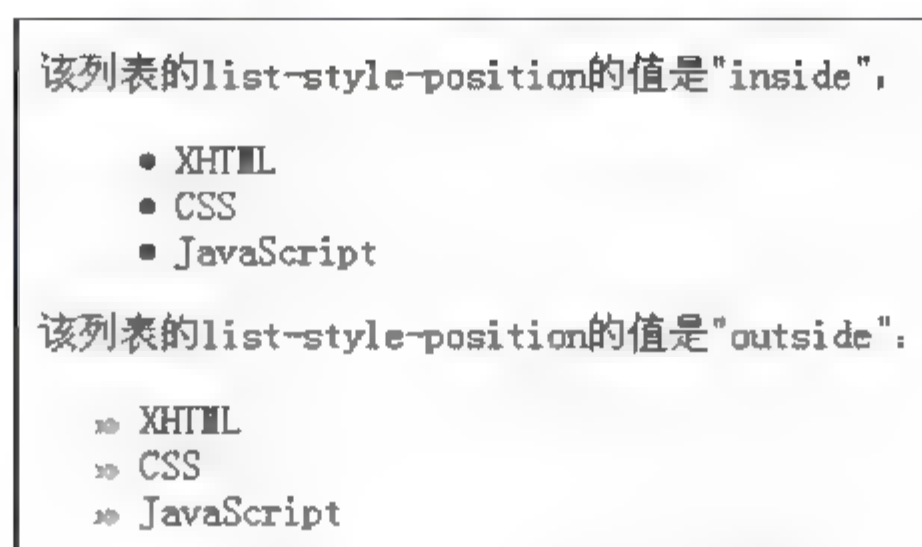 该列表的list-style-position的值是"inside"：
• XHTML
• CSS
• JavaScript
该列表的list-style-position的值是"outside"：
» XHTML
» CSS
» JavaScript